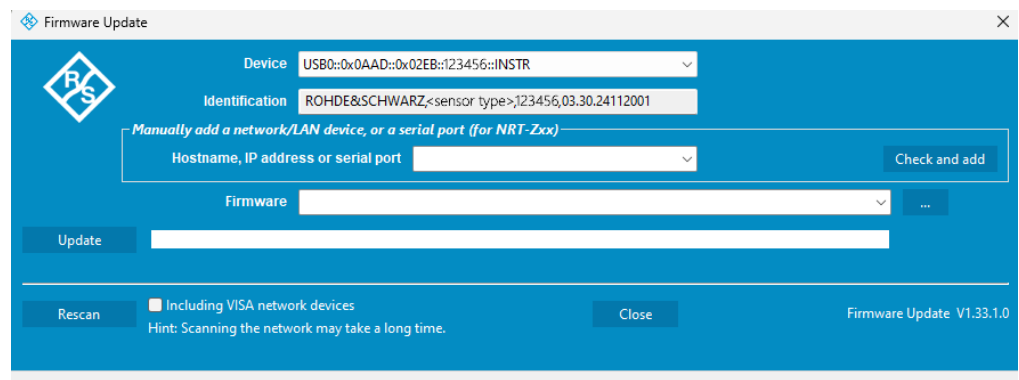 Firmware Update
R&S
Device USB0::0x0AAD::0x02EB::123456::INSTR
Identification ROHDE&SCHWARZ,<sensor type>,123456,03.30.24112001
Manually add a network/LAN device, or a serial port (for NRT-Zxx)
Hostname, IP address or serial port Check and add
Firmware ...
Update
Rescan Including VISA network devices Close Firmware Update V1.33.1.0
Hint: Scanning the network may take a long time.